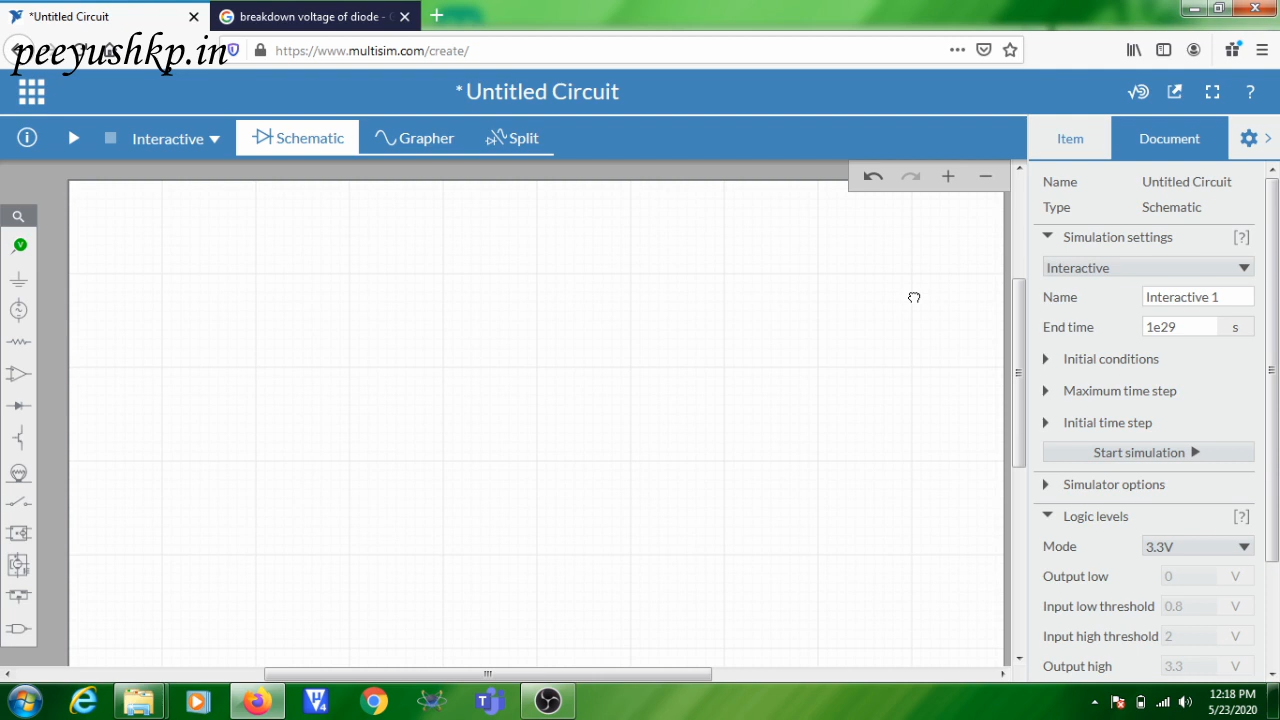 *Untitled Circuit
breakdown voltage of diode -
peeyushkp.in
https://www.multisim.com/create/
*Untitled Circuit
Interactive
Schematic
Grapher
Split
Item
Document
Name Untitled Circuit
Type Schematic
Simulation settings [?]
Interactive
Name Interactive 1
End time 1e29 s
Initial conditions
Maximum time step
Initial time step
Start simulation
Simulator options
Logic levels [?]
Mode 3.3V
Output low 0 V
Input low threshold 0.8 V
Input high threshold 2 V
Output high 3.3 V
12:18 PM
5/23/2020